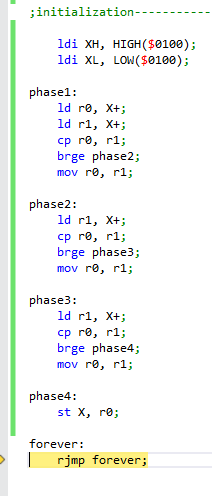 ;initialization-----------
ldi XH, HIGH($0100);
ldi XL, LOW($0100);
phase1:
ld r0, X+;
ld r1, X+;
cp r0, r1;
brge phase2;
mov r0, r1;
phase2:
ld r1, X+;
cp r0, r1;
brge phase3;
mov r0, r1;
phase3:
ld r1, X+;
cp r0, r1;
brge phase4;
mov r0, r1;
phase4:
st X, r0;
forever:
rjmp forever;